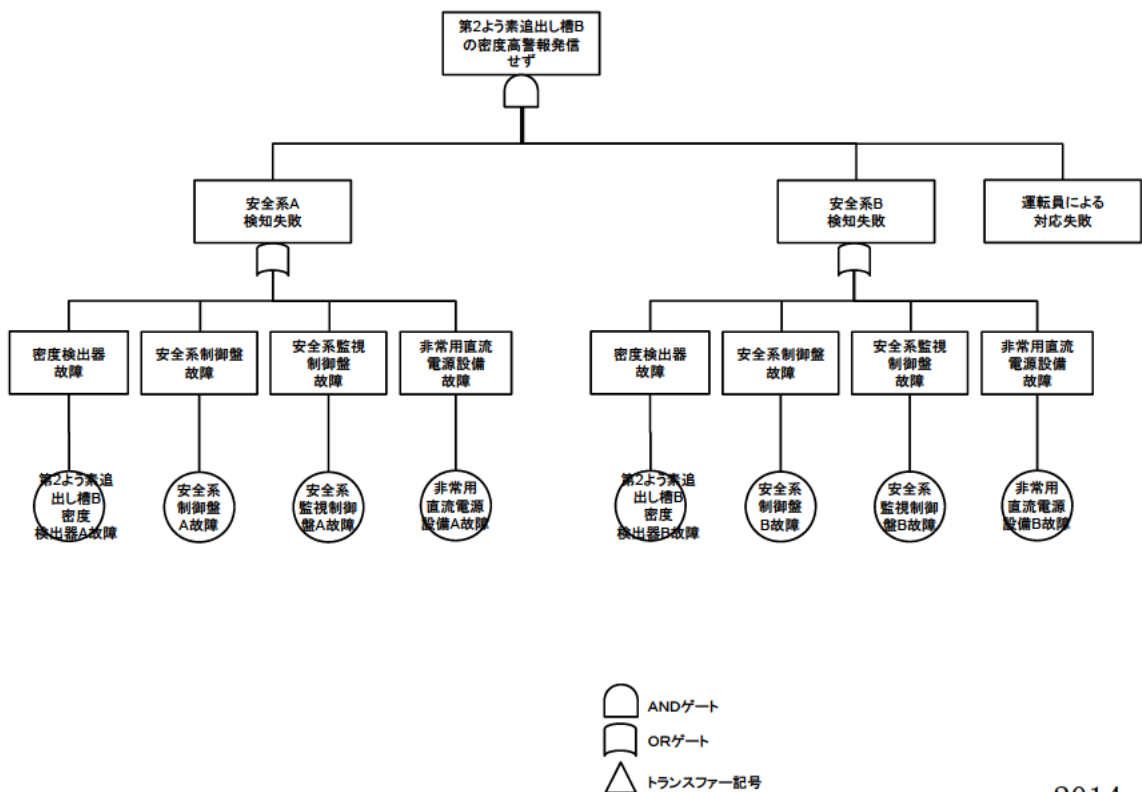 第2よう素追出し槽B
の密度高警報発信
せず
安全系A
検知失敗
安全系B
検知失敗
運転員による
対応失敗
密度検出器
故障
安全系制御盤
故障
安全系監視
制御盤
故障
非常用直流
電源設備
故障
密度検出器
故障
安全系制御盤
故障
安全系監視
制御盤
故障
非常用直流
電源設備
故障
第2よう素追
出し槽B
密度
検出器A故障
安全系
制御盤
A故障
安全系
監視制御
盤A故障
非常用
直流電源
設備A故障
第2よう素追
出し槽B
密度
検出器B故障
安全系
制御盤
B故障
安全系
監視制御
盤B故障
非常用
直流電源
設備B故障
ANDゲート
ORゲート
トランスファー記号